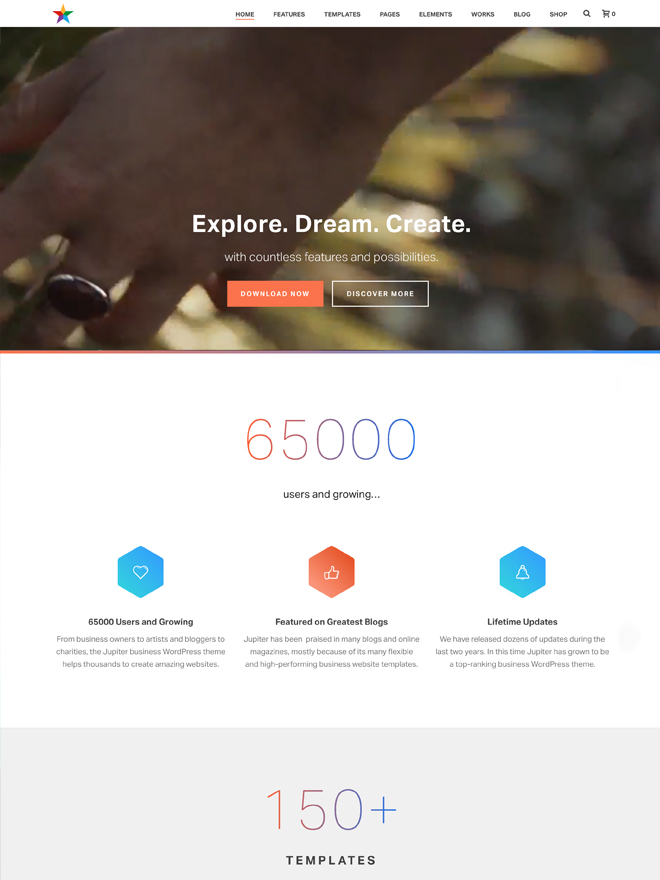 HOME FEATURES TEMPLATES PAGES ELEMENTS WORKS BLOG SHOP 0
Explore. Dream. Create.
with countless features and possibilities.
DOWNLOAD NOW DISCOVER MORE
65000
users and growing...
65000 Users and Growing
From business owners to artists and bloggers to
charities, the Jupiter business WordPress theme
helps thousands to create amazing websites.
Featured on Greatest Blogs
Jupiter has been praised in many blogs and online
magazines, mostly because of its many flexible
and high-performing business website templates.
Lifetime Updates
We have released dozens of updates during the
last two years. In this time Jupiter has grown to be
a top-ranking business WordPress theme.
150+
TEMPLATES